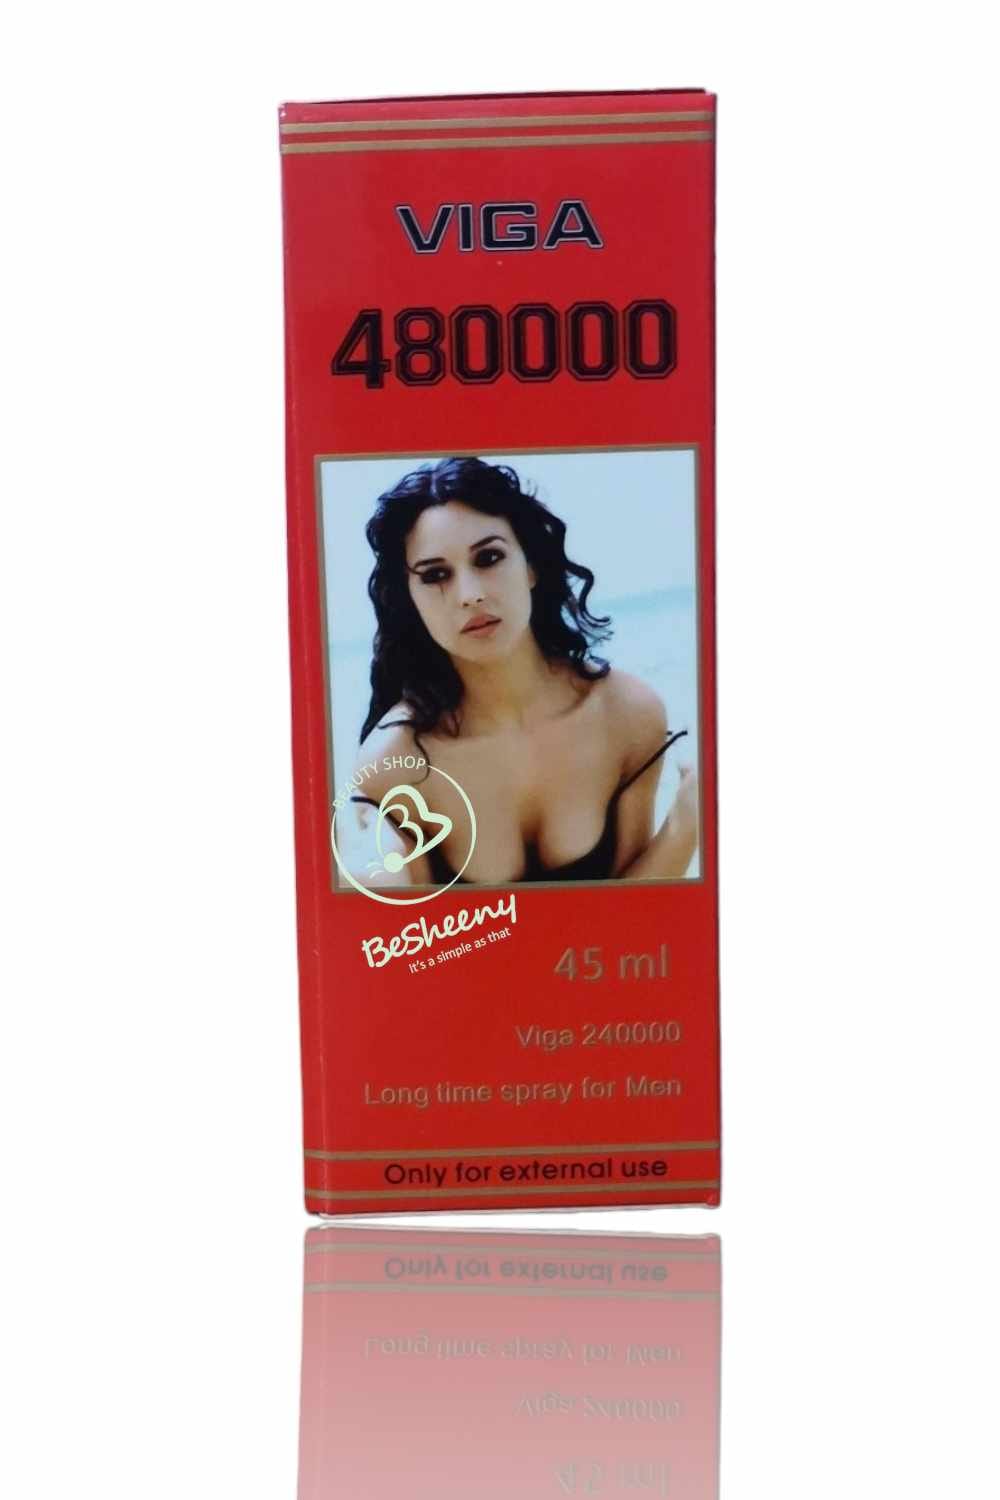 VIGA
480000
BEAUTY SHOP
BeSheeny
It's a simple as that
45 ml
Viga 240000
Long time spray for Men
Only for external use